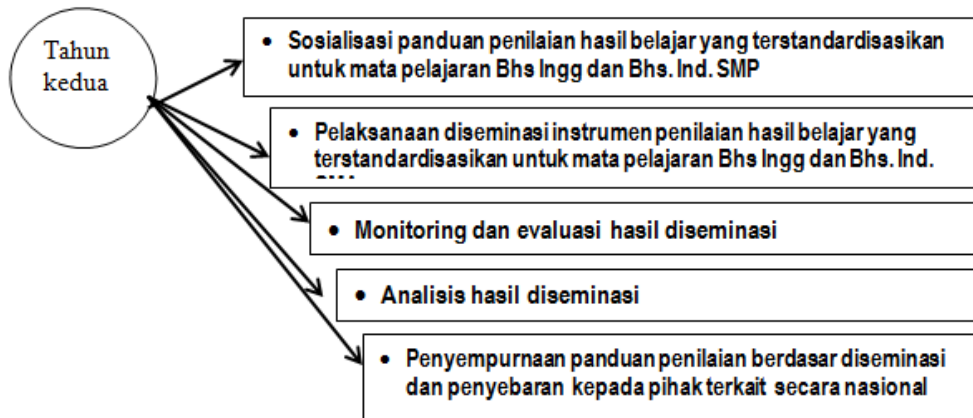 Tahun
kedua
• Sosialisasi panduan penilaian hasil belajar yang terstandardisasikan
untuk mata pelajaran Bhs Ingg dan Bhs. Ind. SMP
• Pelaksanaan diseminasi instrumen penilaian hasil belajar yang
terstandardisasikan untuk mata pelajaran Bhs Ingg dan Bhs. Ind.
• Monitoring dan evaluasi hasil diseminasi
• Analisis hasil diseminasi
• Penyempurnaan panduan penilaian berdasar diseminasi
dan penyebaran kepada pihak terkait secara nasional